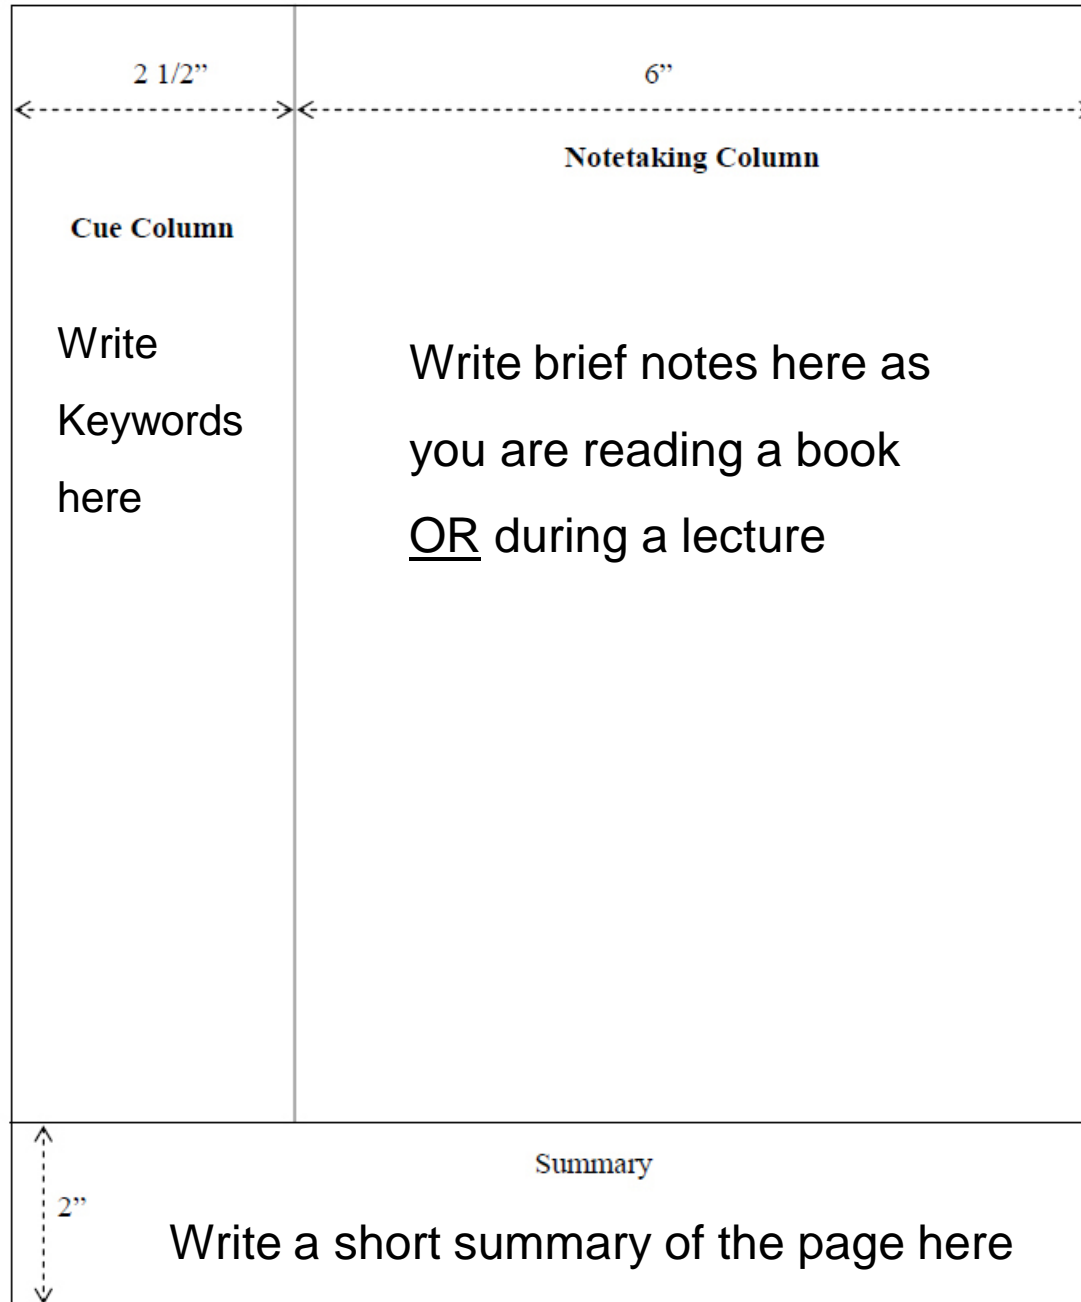 2 1/2”
6”
Notetaking Column
Cue Column
Write
Keywords
here
Write brief notes here as
you are reading a book
OR during a lecture
Summary
2”
Write a short summary of the page here